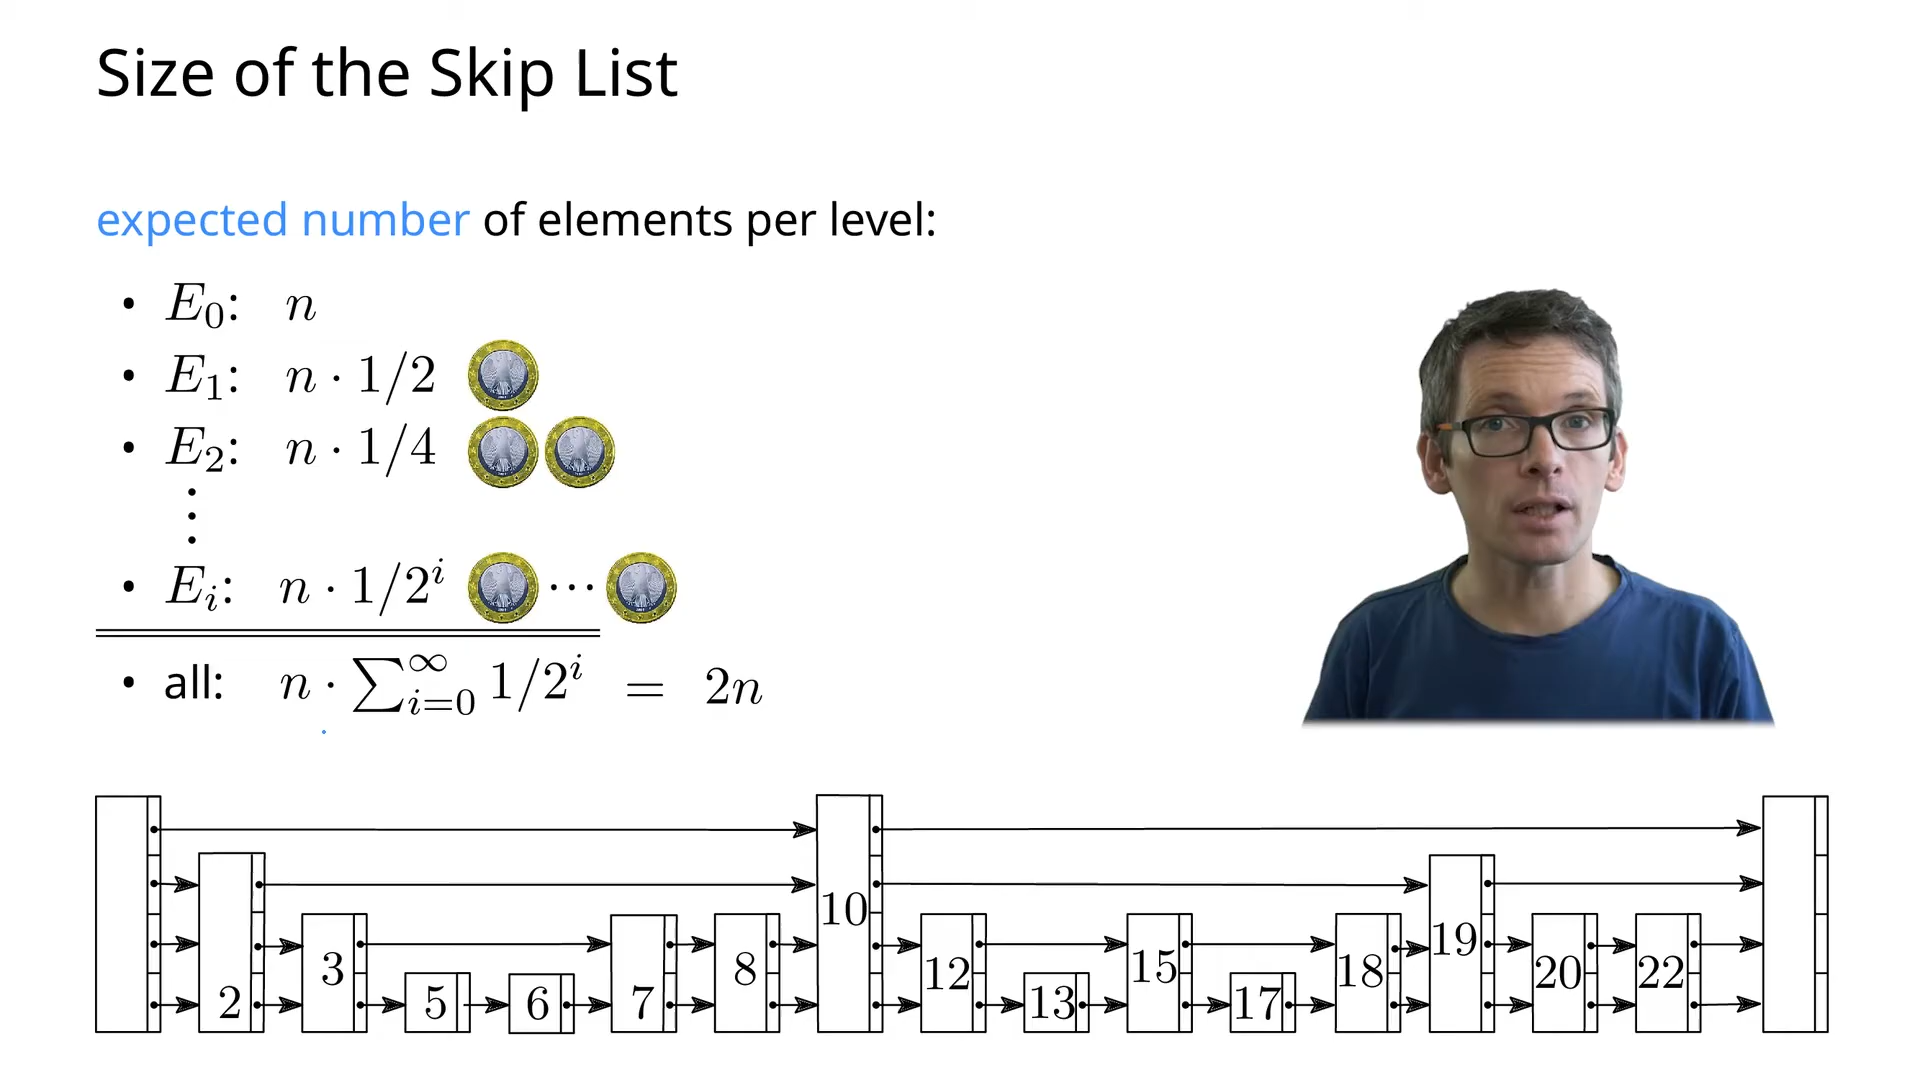 Size of the Skip List
expected number of elements per level:
• E₀: n
• E₁: n · 1/2
• E₂: n · 1/4
⋮
• Eᵢ: n · 1/2ⁱ ···
• all: n · ∑_{i=0}^{∞} 1/2ⁱ = 2n
2 3 5 6 7 8 10 12 13 15 17 18 19 20 22